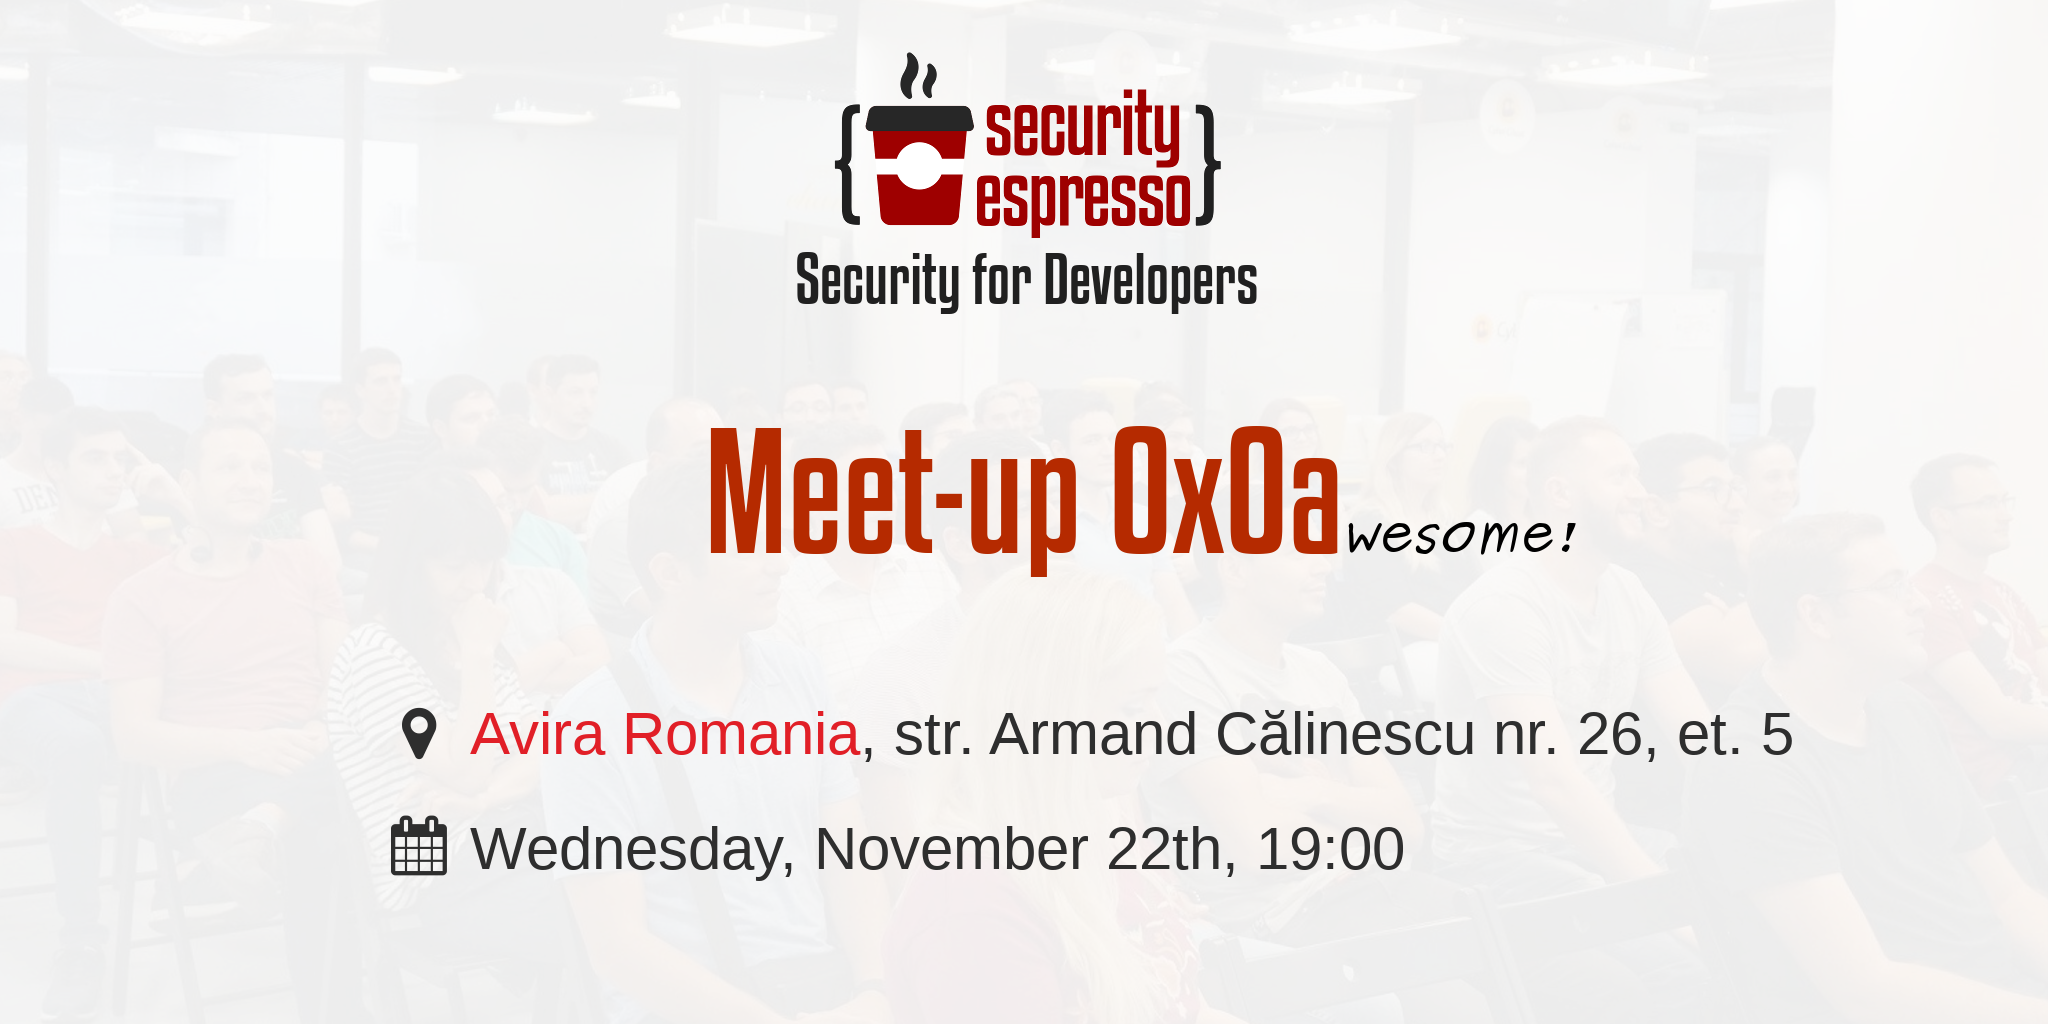 { security
espresso }
Security for Developers
Meet-up 0x0awesome!
Avira Romania, str. Armand Călinescu nr. 26, et. 5
Wednesday, November 22th, 19:00